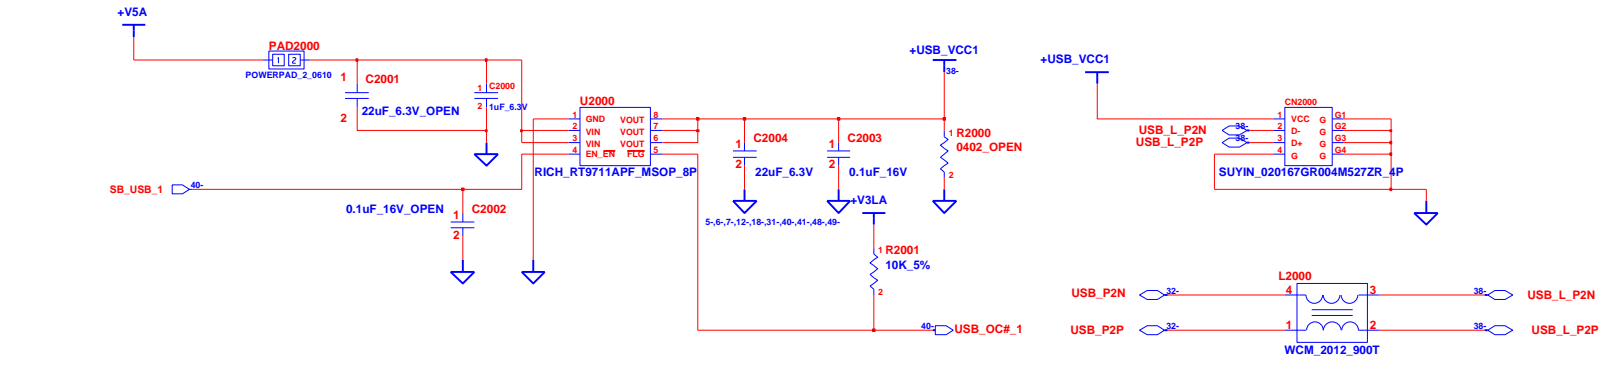 +V5A
PAD2000
1 2
POWERPAD_2_0610
1
C2001
22uF_6.3V_OPEN
2
C2000
1
1uF_6.3V
2
U2000
1 GND VOUT 8
2 VIN VOUT 7
3 VIN VOUT 6
4 EN_EN FLG 5
RICH_RT9711APF_MSOP_8P
SB_USB_1
40-
0.1uF_16V_OPEN
1
C2002
2
+USB_VCC1
38-
1
C2004
2
22uF_6.3V
1
C2003
2
0.1uF_16V
1
R2000
0402_OPEN
2
+V3LA
5-,6-,7-,12-,18-,31-,40-,41-,48-,49-
1
R2001
10K_5%
2
40-
USB_OC#_1
+USB_VCC1
CN2000
1 VCC G G1
USB_L_P2N 38- 2 D- G G2
USB_L_P2P 38- 3 D+ G G3
4 G G G4
SUYIN_020167GR004M527ZR_4P
L2000
USB_P2N 32- 4 3 38- USB_L_P2N
USB_P2P 32- 1 2 38- USB_L_P2P
WCM_2012_900T